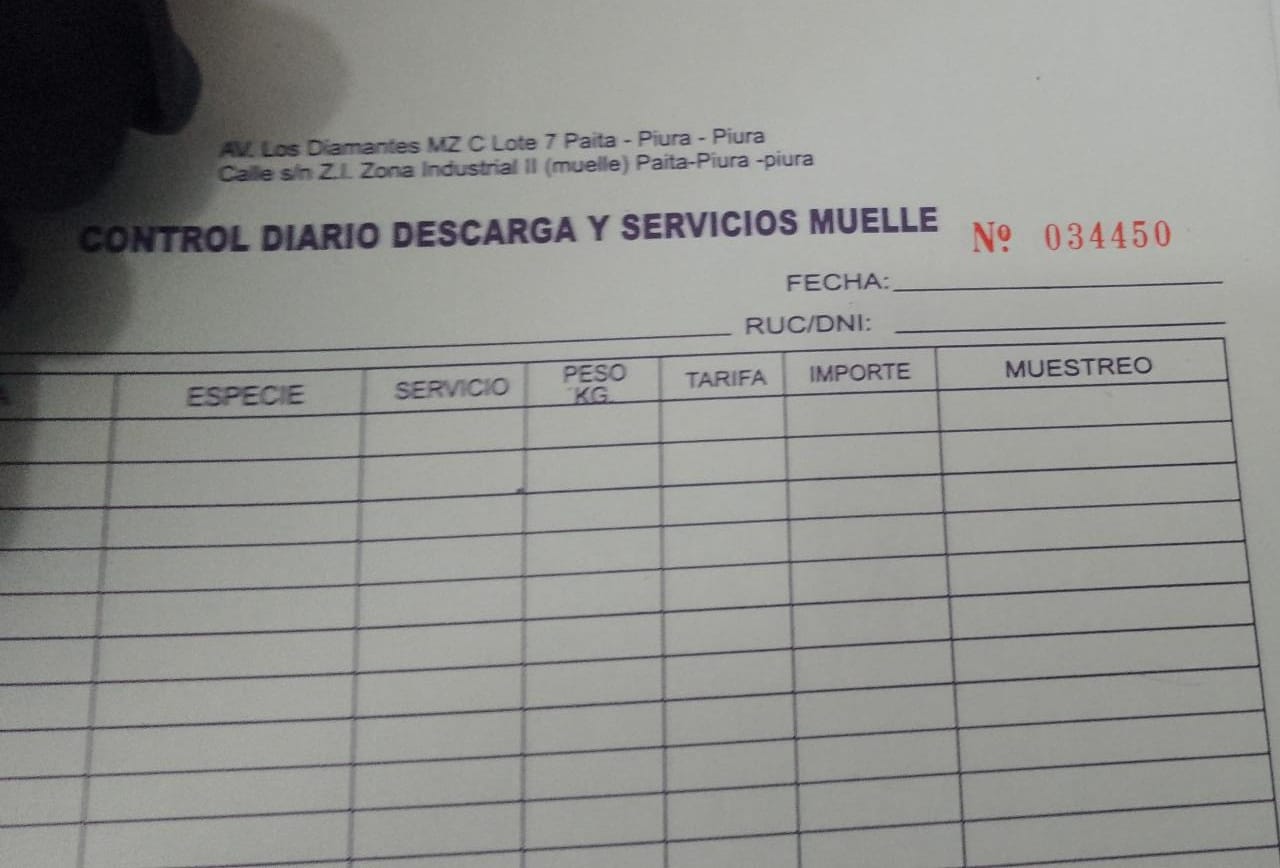 AV. Los Diamantes MZ C Lote 7 Paita - Piura - Piura
Calle s/n Z.I. Zona Industrial II (muelle) Paita-Piura -piura
CONTROL DIARIO DESCARGA Y SERVICIOS MUELLE Nº 034450
FECHA:
RUC/DNI:
ESPECIE SERVICIO PESO KG. TARIFA IMPORTE MUESTREO